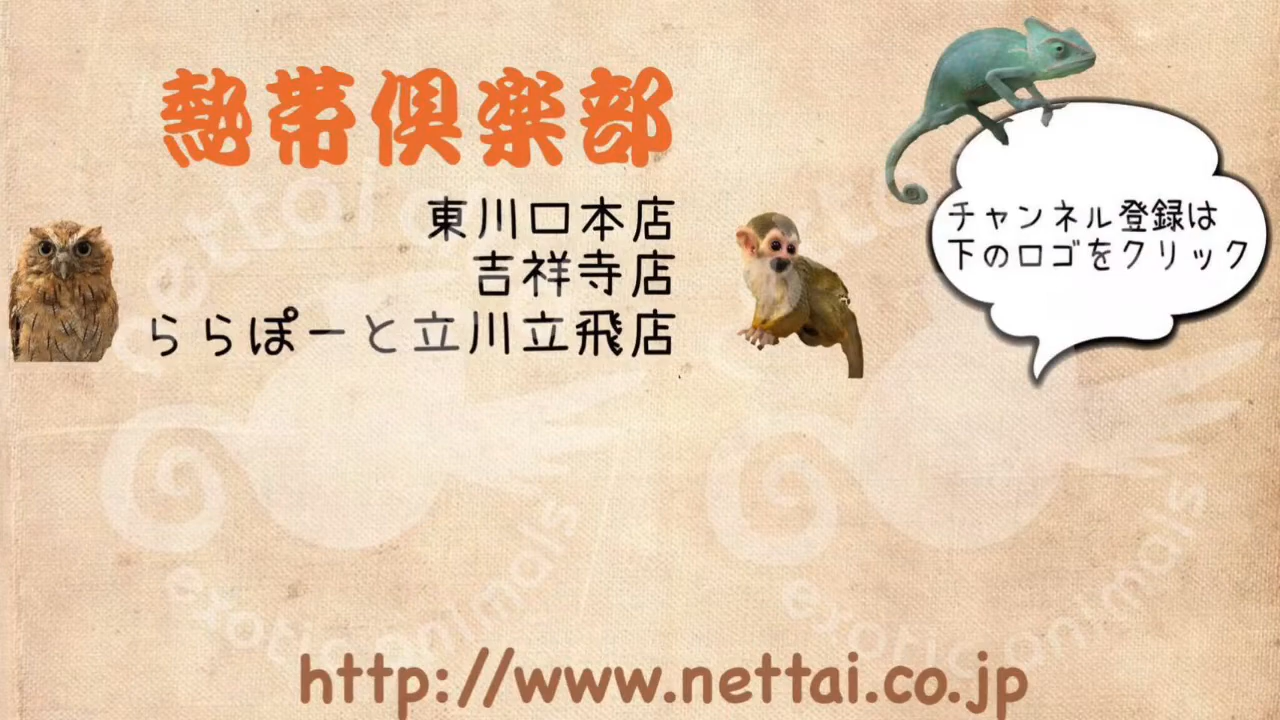 熱帯倶楽部
東川口本店
吉祥寺店
ららぽーと立川立飛店
チャンネル登録は
下のロゴをクリック
exotic animals
exotic animals
http://www.nettai.co.jp